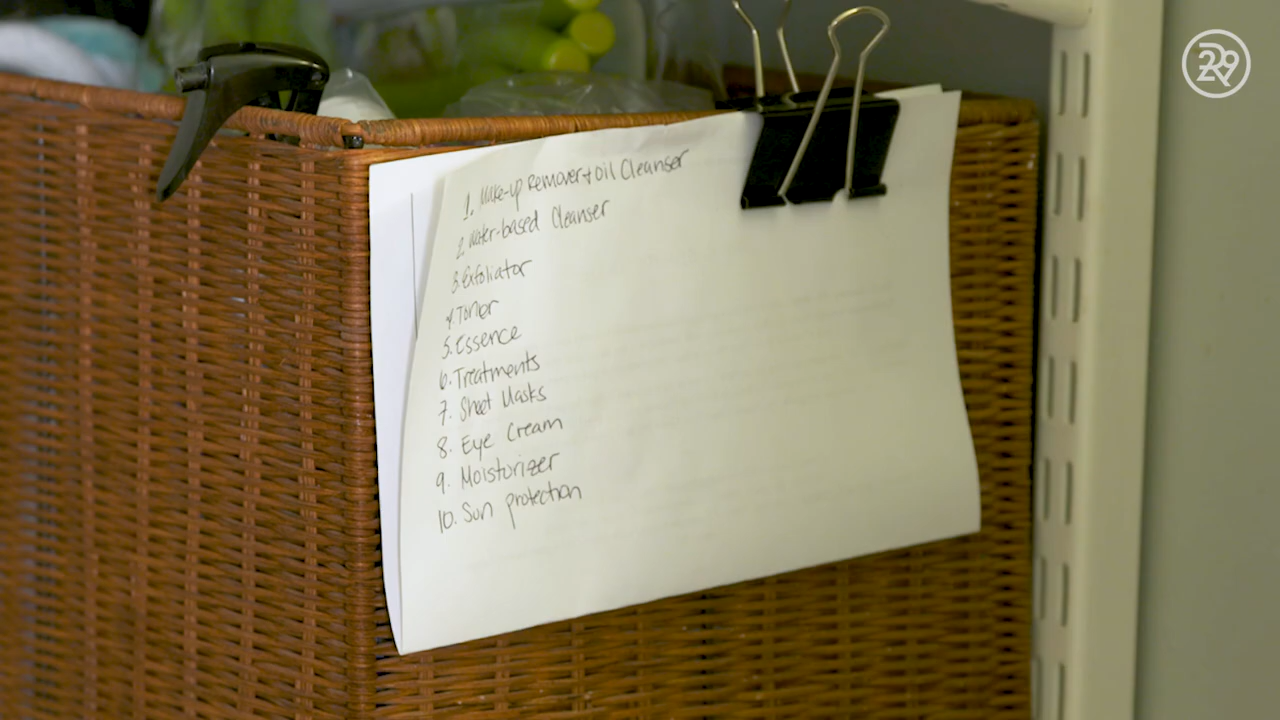 1. Make-up Remover + Oil Cleanser
2. Water-based Cleanser
3. Exfoliator
4. Toner
5. Essence
6. Treatments
7. Sheet Masks
8. Eye Cream
9. Moisturizer
10. Sun protection
R29